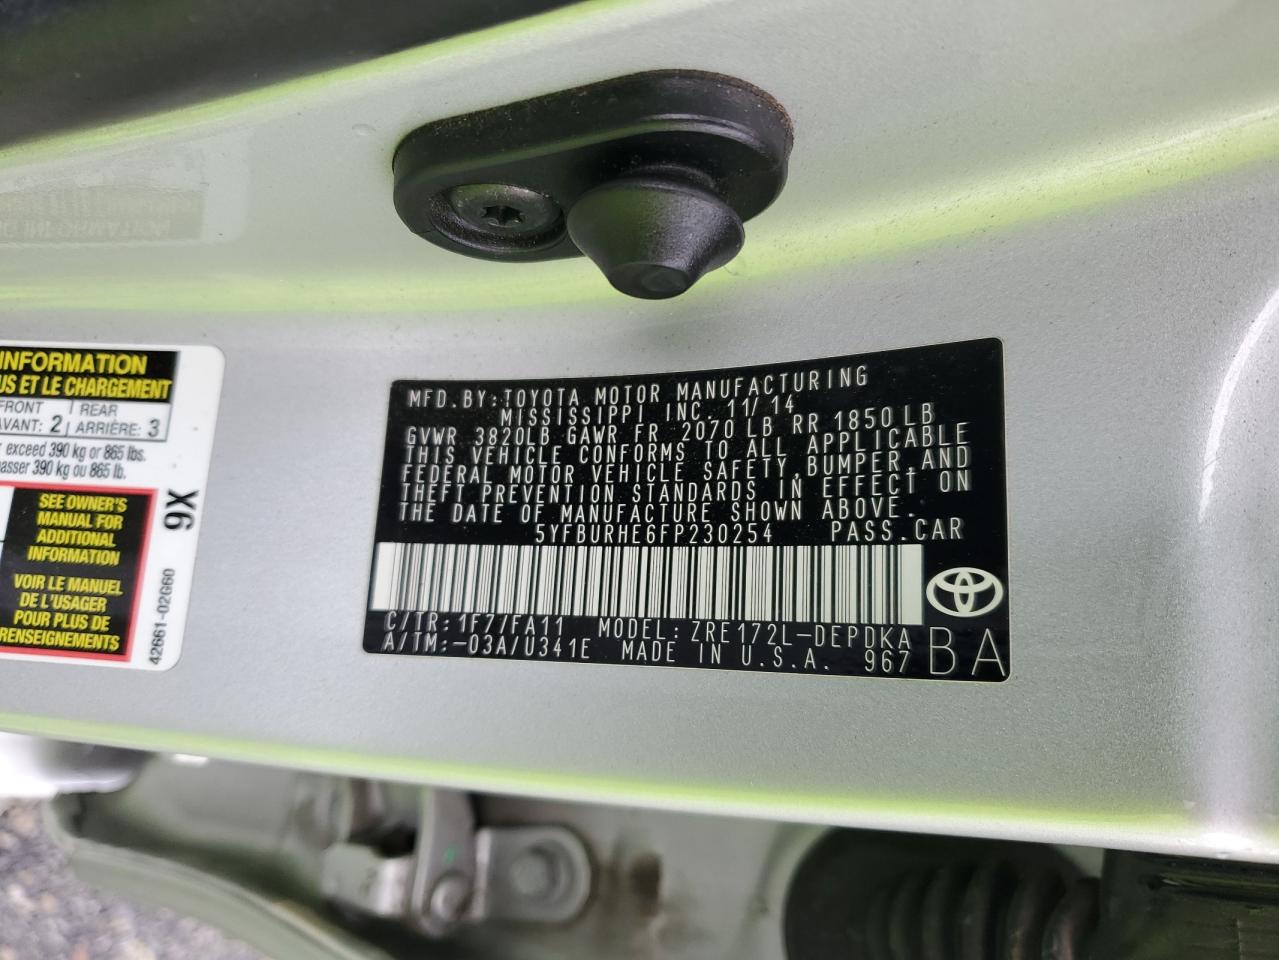 INFORMATION
US ET LE CHARGEMENT
FRONT 2 REAR 3
AVANT: ARRIÈRE:
exceed 390 kg or 865 lbs.
passer 390 kg ou 865 lb.
SEE OWNER'S
MANUAL FOR
ADDITIONAL
INFORMATION
VOIR LE MANUEL
DE L'USAGER
POUR PLUS DE
RENSEIGNEMENTS
9X
42661-02G60
MFD.BY:TOYOTA MOTOR MANUFACTURING
MISSISSIPPI INC. 11/14
GVWR 3820LB GAWR FR 2070 LB RR 1850 LB
THIS VEHICLE CONFORMS TO ALL APPLICABLE
FEDERAL MOTOR VEHICLE SAFETY,BUMPER,AND
THEFT PREVENTION STANDARDS IN EFFECT ON
THE DATE OF MANUFACTURE SHOWN ABOVE.
5YFBURHE6FP230254 PASS.CAR
C/TR:1F7/FA11 MODEL:ZRE172L-DEPDKA
A/TM:-03A/U341E MADE IN U.S.A. 967 BA